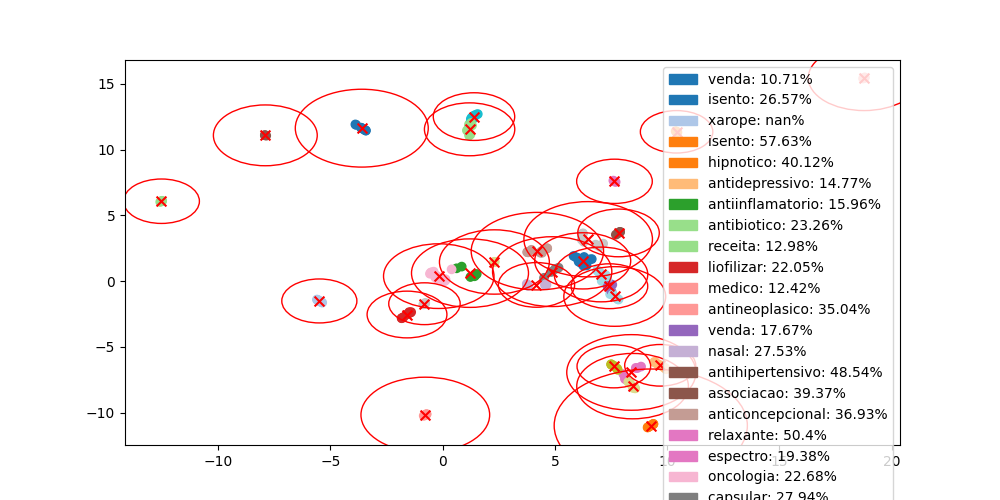 15
10
5
0
−5
−10
−10
−5
0
5
10
15
20
venda: 10.71%
isento: 26.57%
xarope: nan%
isento: 57.63%
hipnotico: 40.12%
antidepressivo: 14.77%
antiinflamatorio: 15.96%
antibiotico: 23.26%
receita: 12.98%
liofilizar: 22.05%
medico: 12.42%
antineoplasico: 35.04%
venda: 17.67%
nasal: 27.53%
antihipertensivo: 48.54%
associacao: 39.37%
anticoncepcional: 36.93%
relaxante: 50.4%
espectro: 19.38%
oncologia: 22.68%
capsular: 27.94%